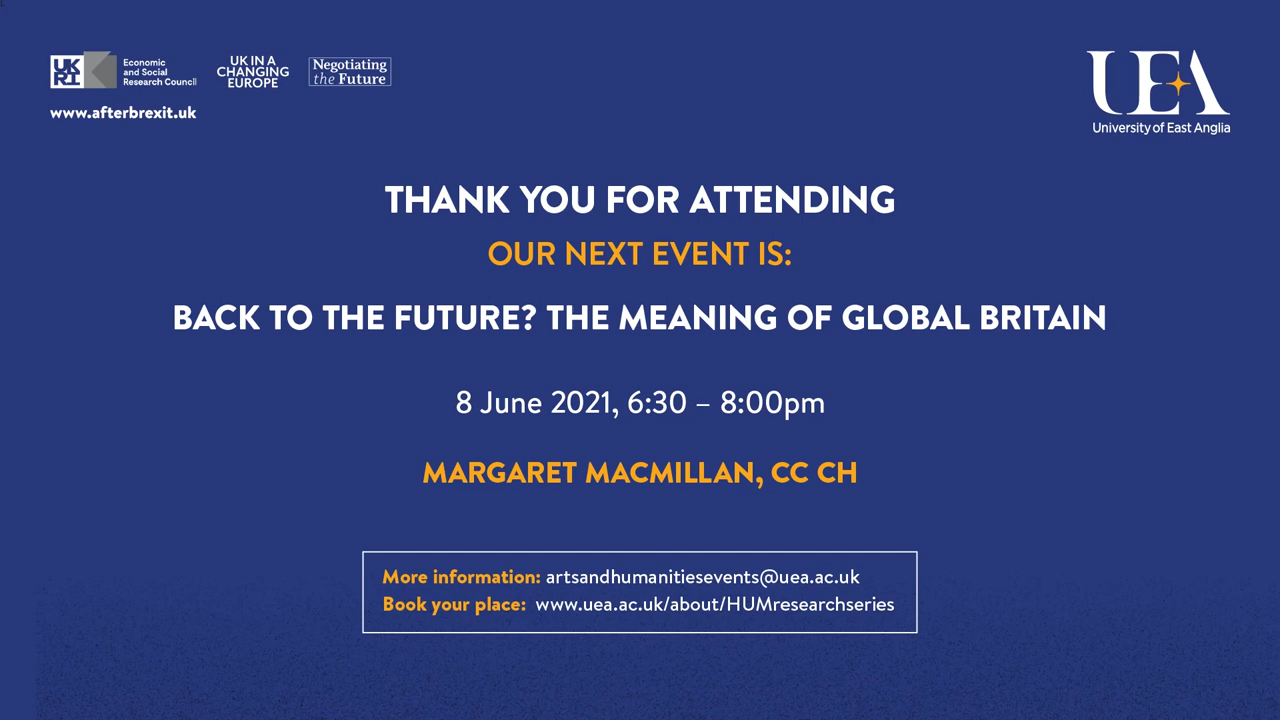 UK
RI
Economic
and Social
Research Council
UK IN A
CHANGING
EUROPE
Negotiating
the Future
www.afterbrexit.uk
UEA
University of East Anglia
THANK YOU FOR ATTENDING
OUR NEXT EVENT IS:
BACK TO THE FUTURE? THE MEANING OF GLOBAL BRITAIN
8 June 2021, 6:30 – 8:00pm
MARGARET MACMILLAN, CC CH
More information: artsandhumanitiesevents@uea.ac.uk
Book your place: www.uea.ac.uk/about/HUMresearchseries